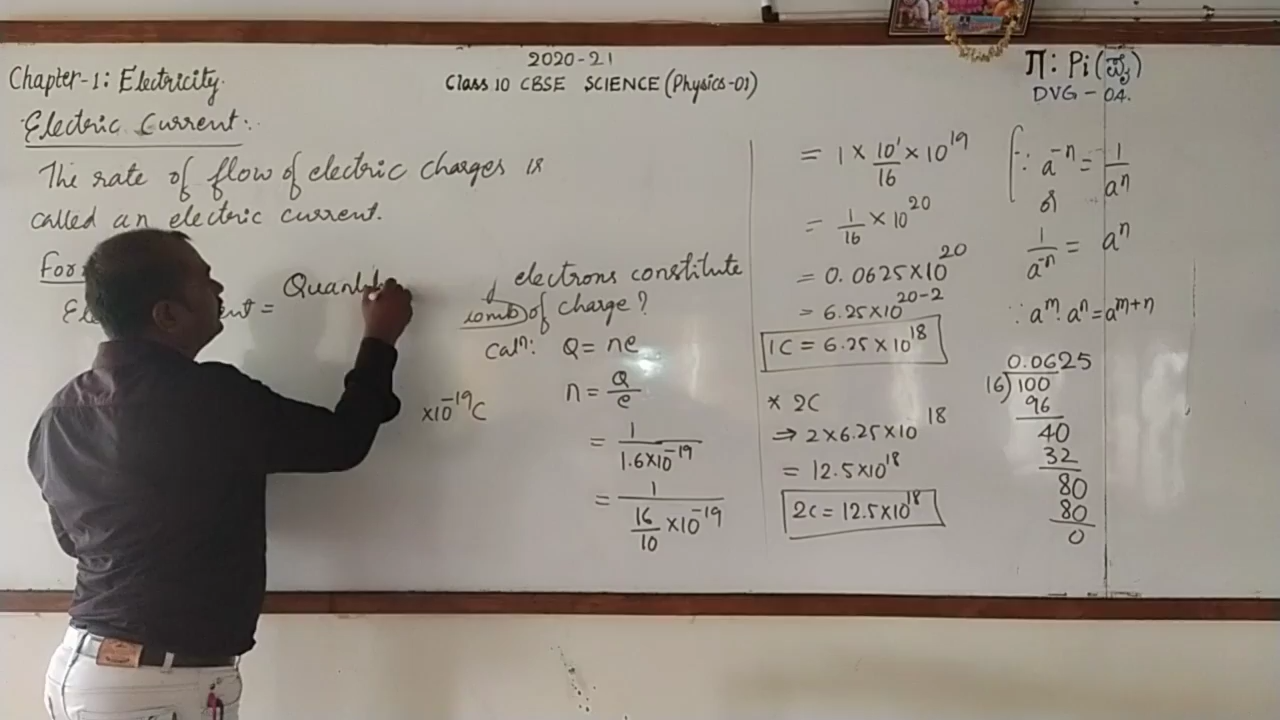 2020-21
Class 10 CBSE SCIENCE (Physics-01)
Π: Pi (ಪೈ)
DVG - 04.
Chapter-1: Electricity.
Electric Current:
The rate of flow of electric charges is
called an electric current.
For
= Quanti
electrons constitute
of charge?
Calⁿ: Q = ne
×10⁻¹⁹C
n = Q/e
= 1/1.6×10⁻¹⁹
= 1/16/10 ×10⁻¹⁹
= 1 × 10¹/16 × 10¹⁹
= 1/16 × 10²⁰
= 0.0625×10²⁰
= 6.25×10²⁰⁻²
1C = 6.25×10¹⁸
* 2C
⇒ 2×6.25×10¹⁸
= 12.5×10¹⁸
2C = 12.5×10¹⁸
∵ a⁻ⁿ = 1/aⁿ
or
1/a⁻ⁿ = aⁿ
∵ aᵐ. aⁿ = aᵐ⁺ⁿ
0.0625
16)100
96
40
32
80
80
0